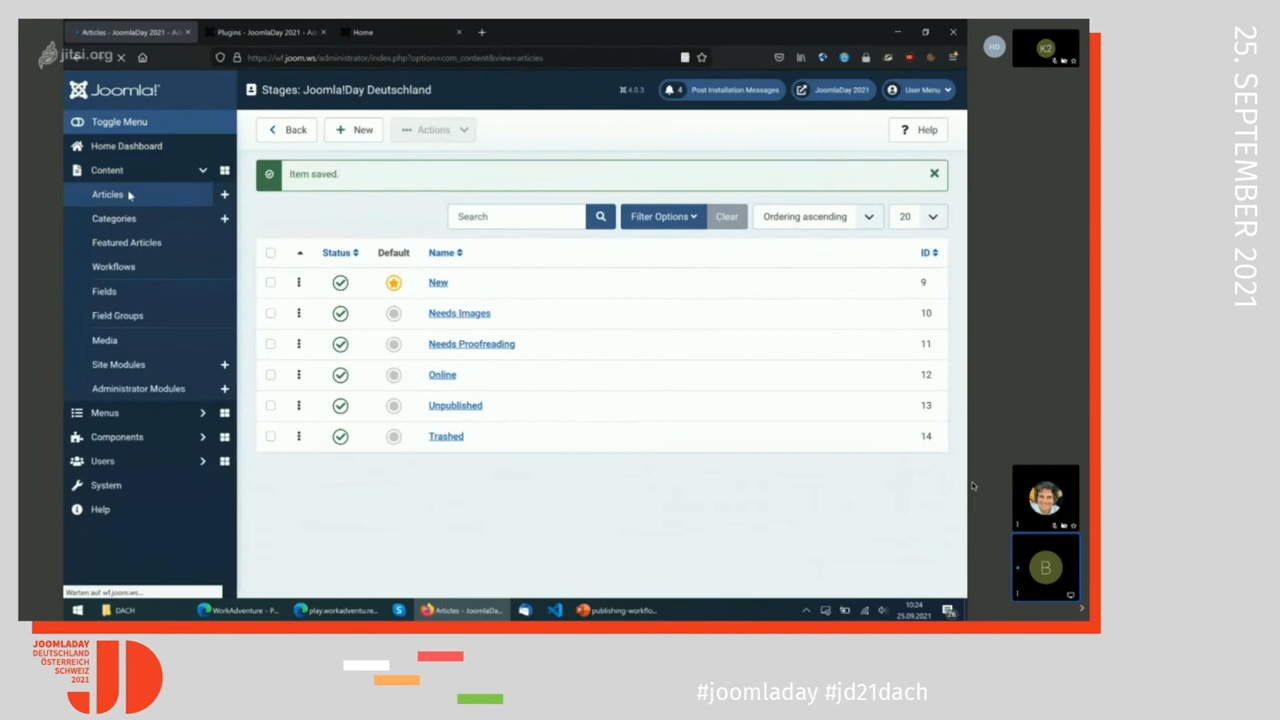 Articles - JoomlaDay 2021 - Ad
Plugins - JoomlaDay 2021 - Ad
Home
jitsi.org
https://wf.joom.ws/administrator/index.php?option=com_content&view=articles
Joomla!
Stages: Joomla!Day Deutschland
4.0.3
4 Post Installation Messages
JoomlaDay 2021
User Menu
Toggle Menu
Home Dashboard
Content
Articles
Categories
Featured Articles
Workflows
Fields
Field Groups
Media
Site Modules
Administrator Modules
Menus
Components
Users
System
Help
Back
New
Actions
Help
Item saved.
Search
Filter Options
Clear
Ordering ascending
20
Status Default Name ID
New 9
Needs Images 10
Needs Proofreading 11
Online 12
Unpublished 13
Trashed 14
Warten auf wf.joom.ws...
DACH
WorkAdventure - P...
play.workadventu.re...
Articles - JoomlaDa...
publishing-workflo...
10:24
25.09.2021
HD
K2
B
25. SEPTEMBER 2021
JOOMLADAY
DEUTSCHLAND
ÖSTERREICH
SCHWEIZ
2021
JD
#joomladay #jd21dach